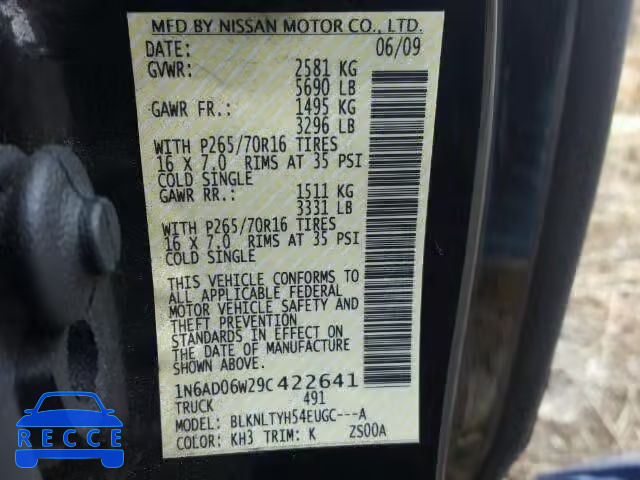 MFD BY NISSAN MOTOR CO., LTD.
DATE: 06/09
GVWR: 2581 KG
5690 LB
GAWR FR.: 1495 KG
3296 LB
WITH P265/70R16 TIRES
16 X 7.0 RIMS AT 35 PSI
COLD SINGLE
GAWR RR.: 1511 KG
3331 LB
WITH P265/70R16 TIRES
16 X 7.0 RIMS AT 35 PSI
COLD SINGLE
THIS VEHICLE CONFORMS TO
ALL APPLICABLE FEDERAL
MOTOR VEHICLE SAFETY AND
THEFT PREVENTION
STANDARDS IN EFFECT ON
THE DATE OF MANUFACTURE
SHOWN ABOVE.
1N6AD06W29C422641
TRUCK 491
MODEL: BLKNLTYH54EUGC---A
COLOR: KH3 TRIM: K ZS00A